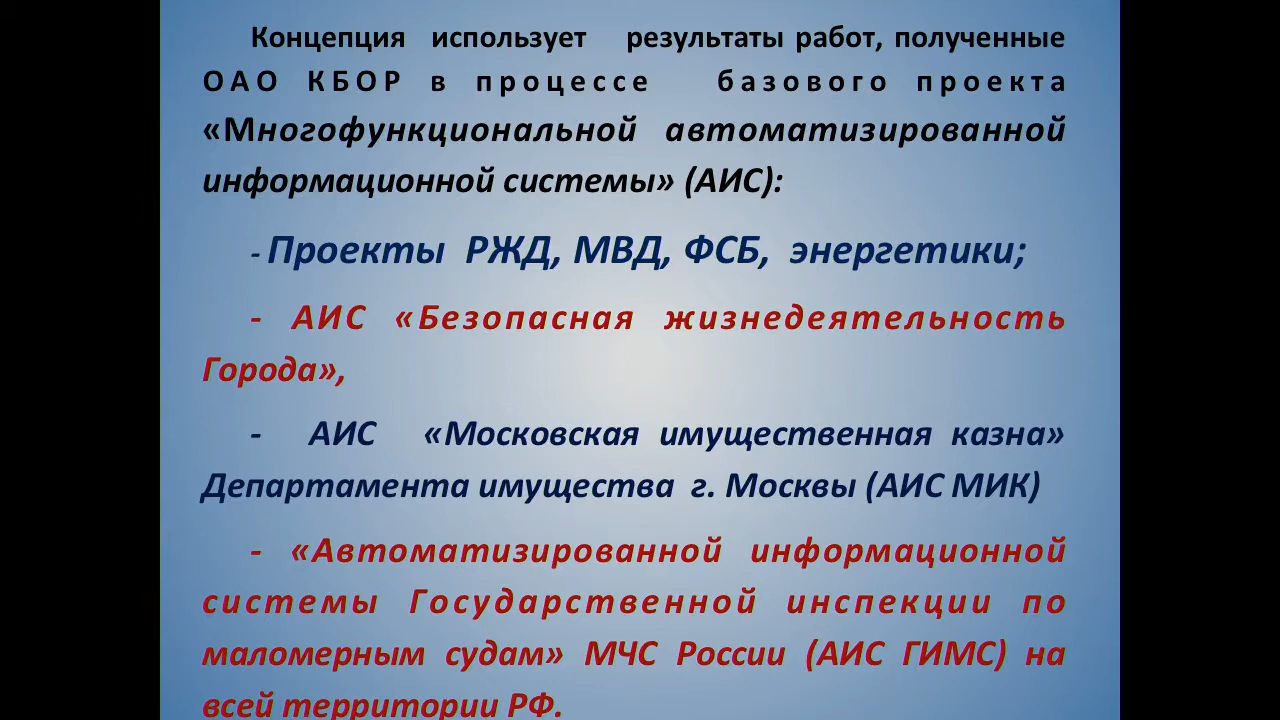 Концепция использует результаты работ, полученные
ОАО КБОР в процессе базового проекта
«Многофункциональной автоматизированной
информационной системы» (АИС):
- Проекты РЖД, МВД, ФСБ, энергетики;
- АИС «Безопасная жизнедеятельность
Города»,
- АИС «Московская имущественная казна»
Департамента имущества г. Москвы (АИС МИК)
- «Автоматизированной информационной
системы Государственной инспекции по
маломерным судам» МЧС России (АИС ГИМС) на
всей территории РФ.